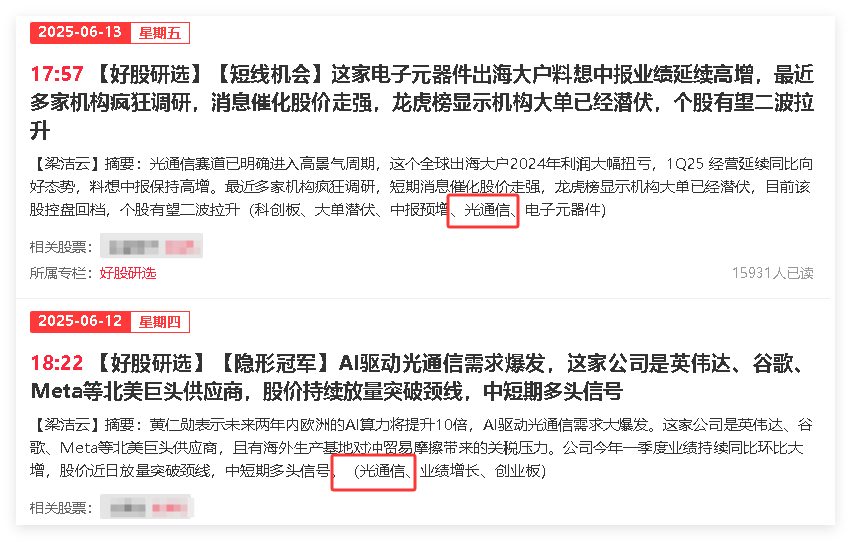 2025-06-13 星期五
17:57 【好股研选】【短线机会】这家电子元器件出海大户料想中报业绩延续高增，最近
多家机构疯狂调研，消息催化股价走强，龙虎榜显示机构大单已经潜伏，个股有望二波拉
升
【梁洁云】摘要：光通信赛道已明确进入高景气周期，这个全球出海大户2024年利润大幅扭亏，1Q25 经营延续同比向
好态势，料想中报保持高增。最近多家机构疯狂调研，短期消息催化股价走强，龙虎榜显示机构大单已经潜伏，目前该
股控盘回档，个股有望二波拉升（科创板、大单潜伏、中报预增、光通信、电子元器件）
相关股票：
所属专栏：好股研选 15931人已读
2025-06-12 星期四
18:22 【好股研选】【隐形冠军】AI驱动光通信需求爆发，这家公司是英伟达、谷歌、
Meta等北美巨头供应商，股价持续放量突破颈线，中短期多头信号
【梁洁云】摘要：黄仁勋表示未来两年内欧洲的AI算力将提升10倍，AI驱动光通信需求大爆发。这家公司是英伟达、谷
歌、Meta等北美巨头供应商，且有海外生产基地对冲贸易摩擦带来的关税压力。公司今年一季度业绩持续同比环比大
增，股价近日放量突破颈线，中短期多头信号。（光通信、业绩增长、创业板）
相关股票：